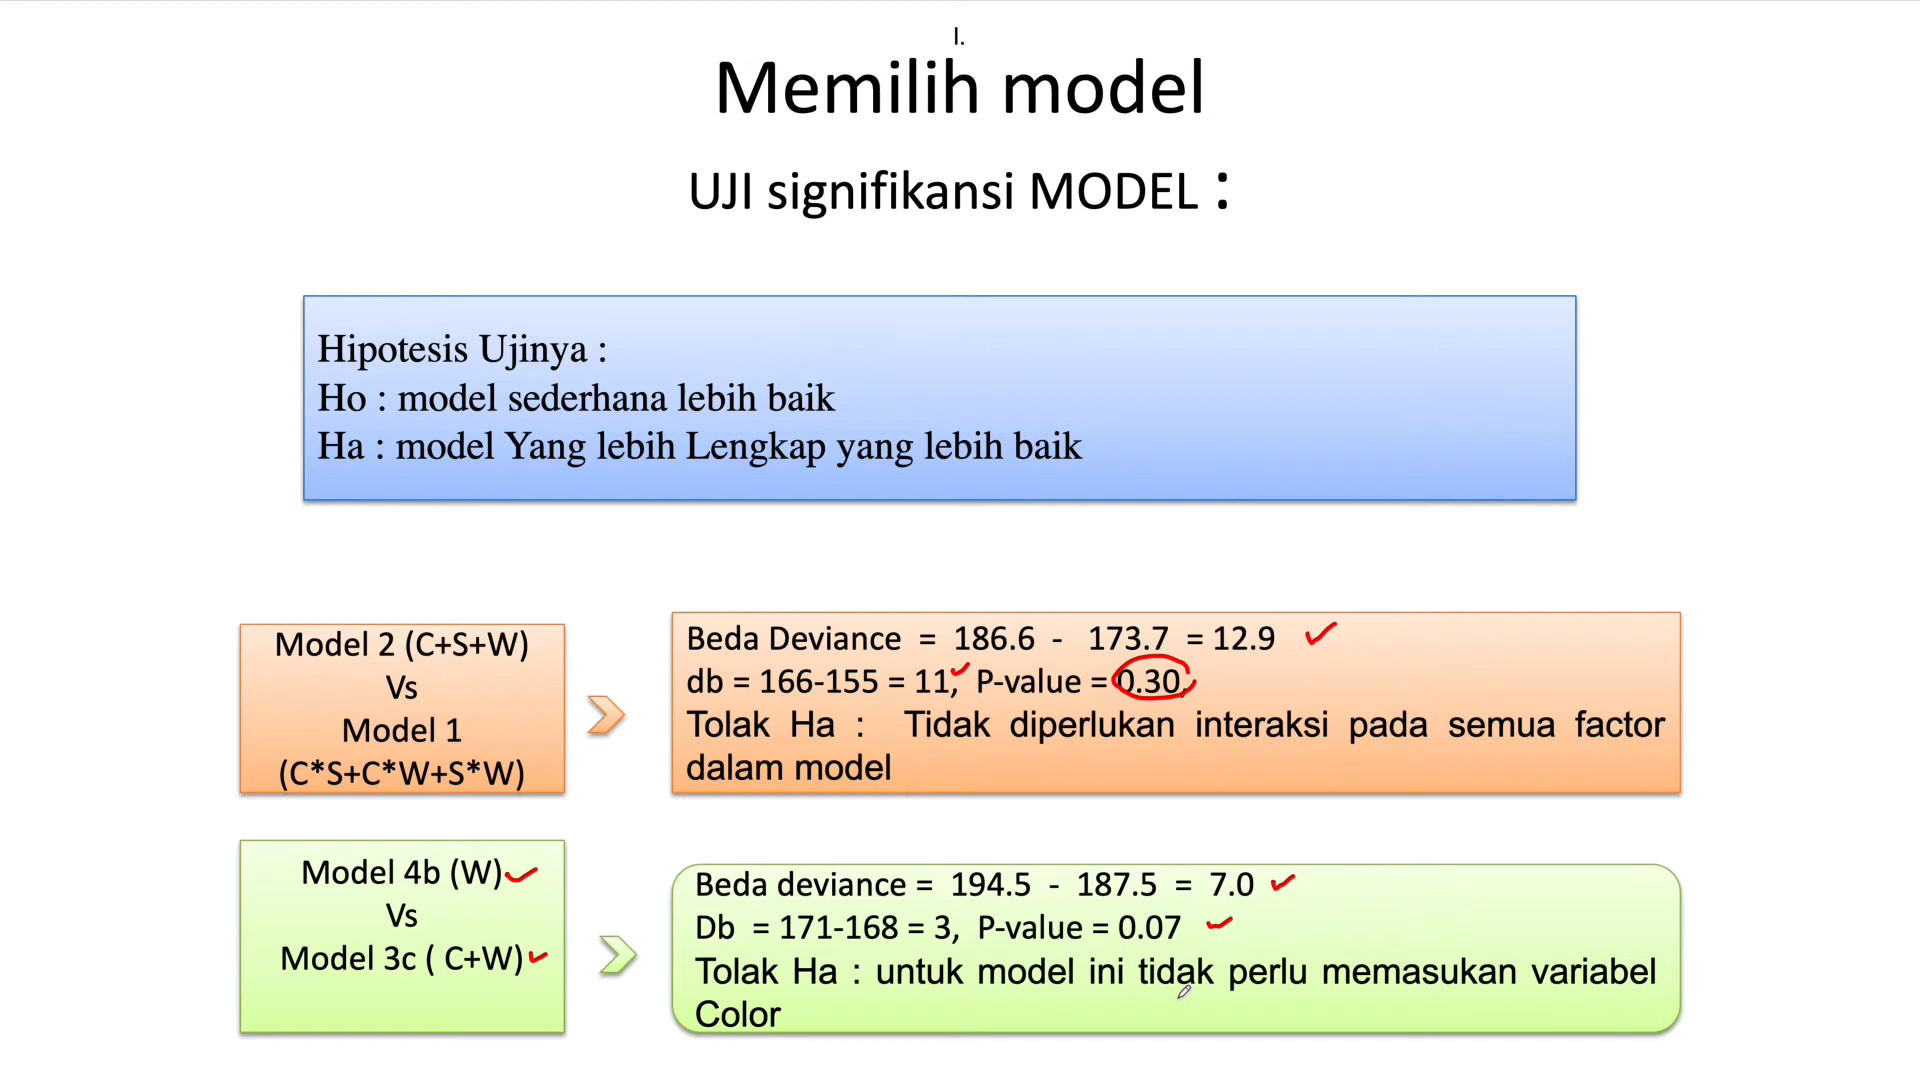 I.
Memilih model
UJI signifikansi MODEL :
Hipotesis Ujinya :
Ho : model sederhana lebih baik
Ha : model Yang lebih Lengkap yang lebih baik
Model 2 (C+S+W)
Vs
Model 1
(C*S+C*W+S*W)
Beda Deviance = 186.6 - 173.7 = 12.9
db = 166-155 = 11, P-value = 0.30,
Tolak Ha : Tidak diperlukan interaksi pada semua factor
dalam model
Model 4b (W)
Vs
Model 3c ( C+W)
Beda deviance = 194.5 - 187.5 = 7.0
Db = 171-168 = 3, P-value = 0.07
Tolak Ha : untuk model ini tidak perlu memasukan variabel
Color